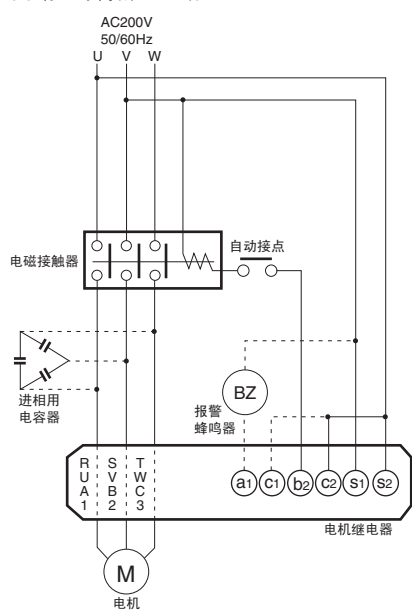 AC200V
50/60Hz
U V W
电磁接触器
自动接点
进相用
电容器
BZ
报警
蜂鸣器
R S T
U V W
A B C
1 2 3
a1 c1 b2 c2 s1 s2
电机继电器
M
电机